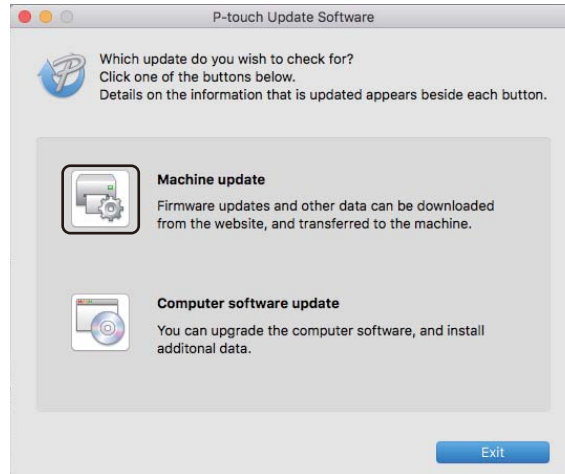 P-touch Update Software
Which update do you wish to check for?
Click one of the buttons below.
Details on the information that is updated appears beside each button.
Machine update
Firmware updates and other data can be downloaded
from the website, and transferred to the machine.
Computer software update
You can upgrade the computer software, and install
additonal data.
Exit